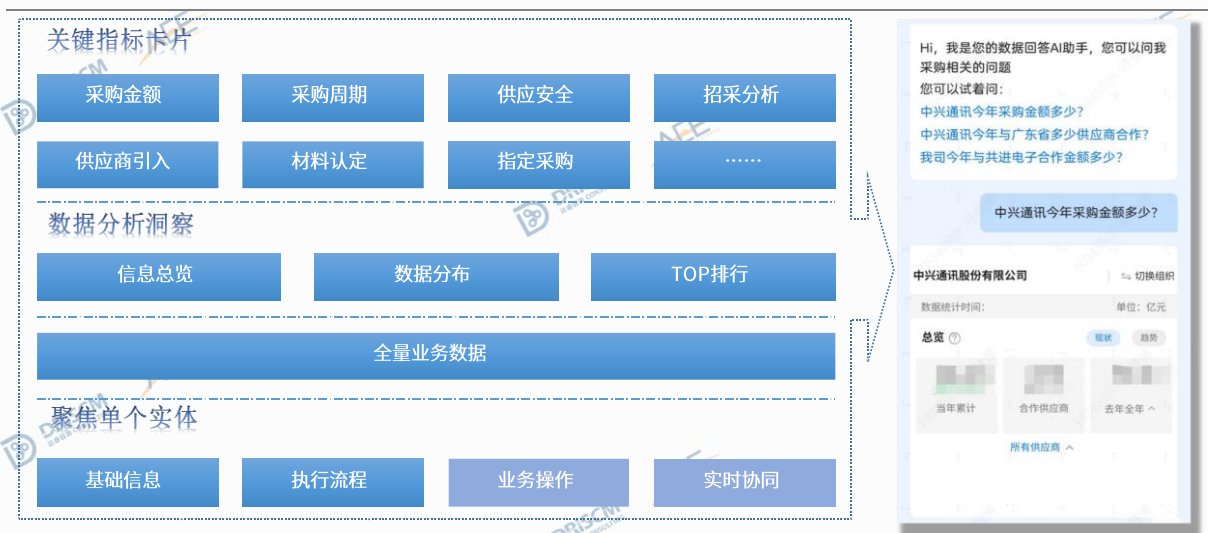 关键指标卡片
采购金额
采购周期
供应安全
招采分析
供应商引入
材料认定
指定采购
……
数据分析洞察
信息总览
数据分布
TOP排行
全量业务数据
聚焦单个实体
基础信息
执行流程
业务操作
实时协同
Hi，我是您的数据回答AI助手，您可以问我
采购相关的问题
您可以试着问：
中兴通讯今年采购金额多少？
中兴通讯今年与广东省多少供应商合作？
我司今年与共进电子合作金额多少？
中兴通讯今年采购金额多少？
中兴通讯股份有限公司
切换组织
数据统计时间：
单位：亿元
总览
现状
趋势
当年累计
合作供应商
去年全年
所有供应商
DRiSCM